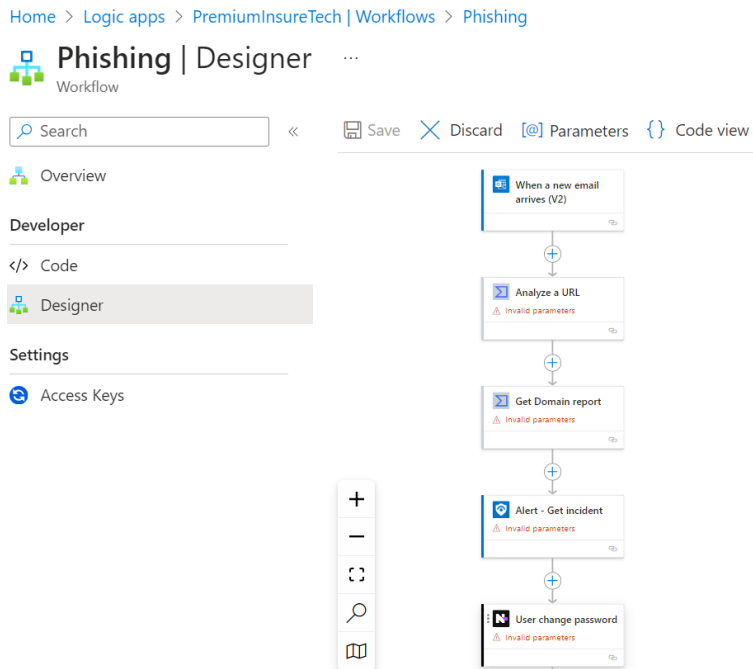 Home > Logic apps > PremiumInsureTech | Workflows > Phishing
Phishing | Designer ...
Workflow
Search «
Save Discard [@] Parameters {} Code view
Overview
Developer
</> Code
Designer
Settings
Access Keys
When a new email
arrives (V2)
Analyze a URL
Invalid parameters
Get Domain report
Invalid parameters
Alert - Get incident
Invalid parameters
User change password
Invalid parameters